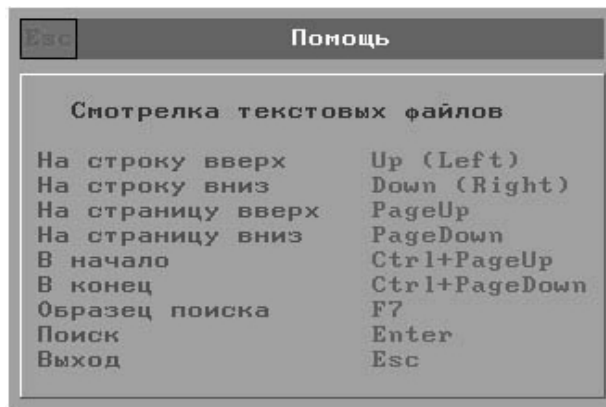 Esc Помощь
Смотрелка текстовых файлов
На строку вверх Up (Left)
На строку вниз Down (Right)
На страницу вверх PageUp
На страницу вниз PageDown
В начало Ctrl+PageUp
В конец Ctrl+PageDown
Образец поиска F7
Поиск Enter
Выход Esc